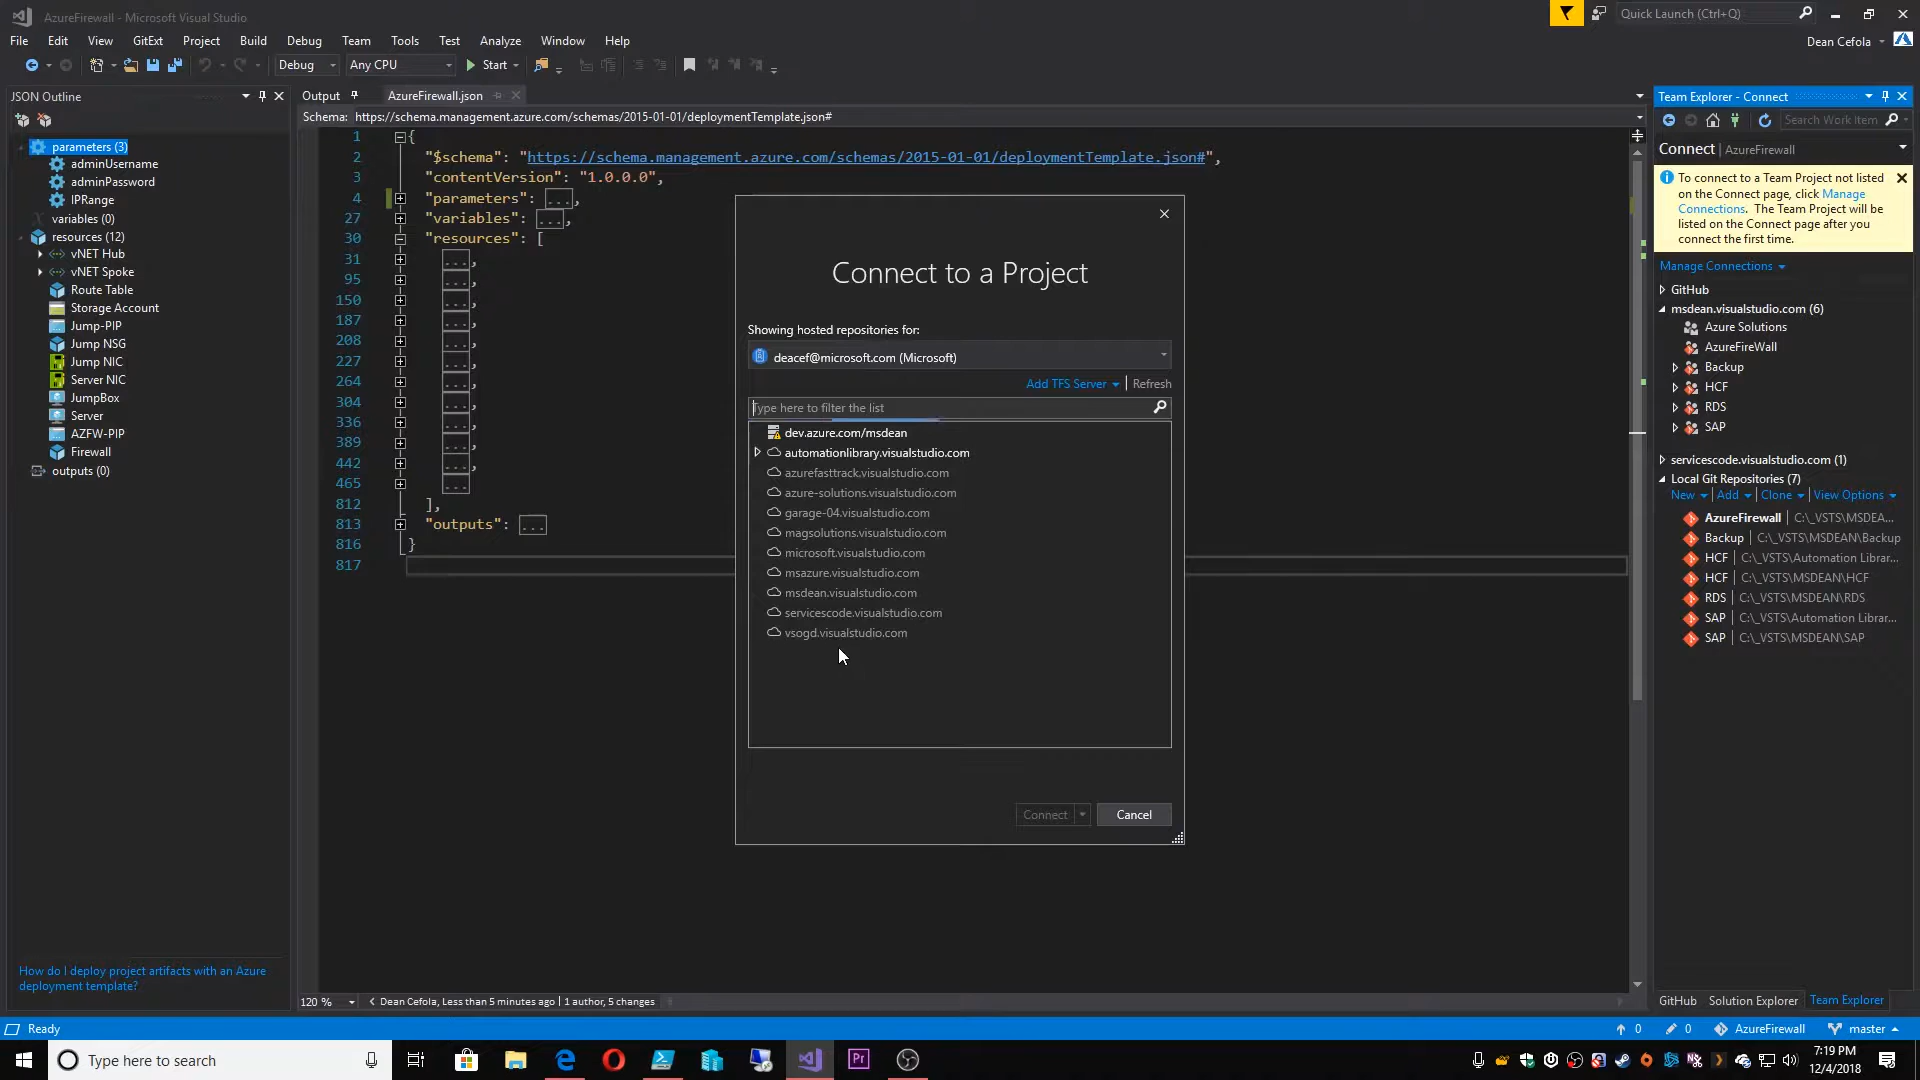 AzureFirewall - Microsoft Visual Studio
Quick Launch (Ctrl+Q)
File Edit View GitExt Project Build Debug Team Tools Test Analyze Window Help
Dean Cefola
Debug Any CPU Start
JSON Outline
parameters (3)
adminUsername
adminPassword
IPRange
variables (0)
resources (12)
vNET Hub
vNET Spoke
Route Table
Storage Account
Jump-PIP
Jump NSG
Jump NIC
Server NIC
JumpBox
Server
AZFW-PIP
Firewall
outputs (0)
How do I deploy project artifacts with an Azure
deployment template?
Output AzureFirewall.json
Schema: https://schema.management.azure.com/schemas/2015-01-01/deploymentTemplate.json#
1 {
2 "$schema": "https://schema.management.azure.com/schemas/2015-01-01/deploymentTemplate.json#",
3 "contentVersion": "1.0.0.0",
4 "parameters": ...,
27 "variables": ...,
30 "resources": [
31 ...,
95 ...,
150 ...,
187 ...,
208 ...,
227 ...,
264 ...,
304 ...,
336 ...,
389 ...,
442 ...,
465 ...
812 ],
813 "outputs": ...
816 }
817
120 % Dean Cefola, Less than 5 minutes ago | 1 author, 5 changes
Connect to a Project
Showing hosted repositories for:
deacef@microsoft.com (Microsoft)
Add TFS Server | Refresh
Type here to filter the list
dev.azure.com/msdean
automationlibrary.visualstudio.com
azurefasttrack.visualstudio.com
azure-solutions.visualstudio.com
garage-04.visualstudio.com
magsolutions.visualstudio.com
microsoft.visualstudio.com
msazure.visualstudio.com
msdean.visualstudio.com
servicescode.visualstudio.com
vsogd.visualstudio.com
Connect Cancel
Team Explorer - Connect
Search Work Item
Connect | AzureFirewall
To connect to a Team Project not listed
on the Connect page, click Manage
Connections. The Team Project will be
listed on the Connect page after you
connect the first time.
Manage Connections
GitHub
msdean.visualstudio.com (6)
Azure Solutions
AzureFireWall
Backup
HCF
RDS
SAP
servicescode.visualstudio.com (1)
Local Git Repositories (7)
New Add Clone View Options
AzureFirewall | C:\_VSTS\MSDEA...
Backup | C:\_VSTS\MSDEAN\Backup
HCF | C:\_VSTS\Automation Librar...
HCF | C:\_VSTS\MSDEAN\HCF
RDS | C:\_VSTS\MSDEAN\RDS
SAP | C:\_VSTS\Automation Librar...
SAP | C:\_VSTS\MSDEAN\SAP
GitHub Solution Explorer Team Explorer
Ready 0 0 AzureFirewall master
Type here to search
Pr
7:19 PM
12/4/2018